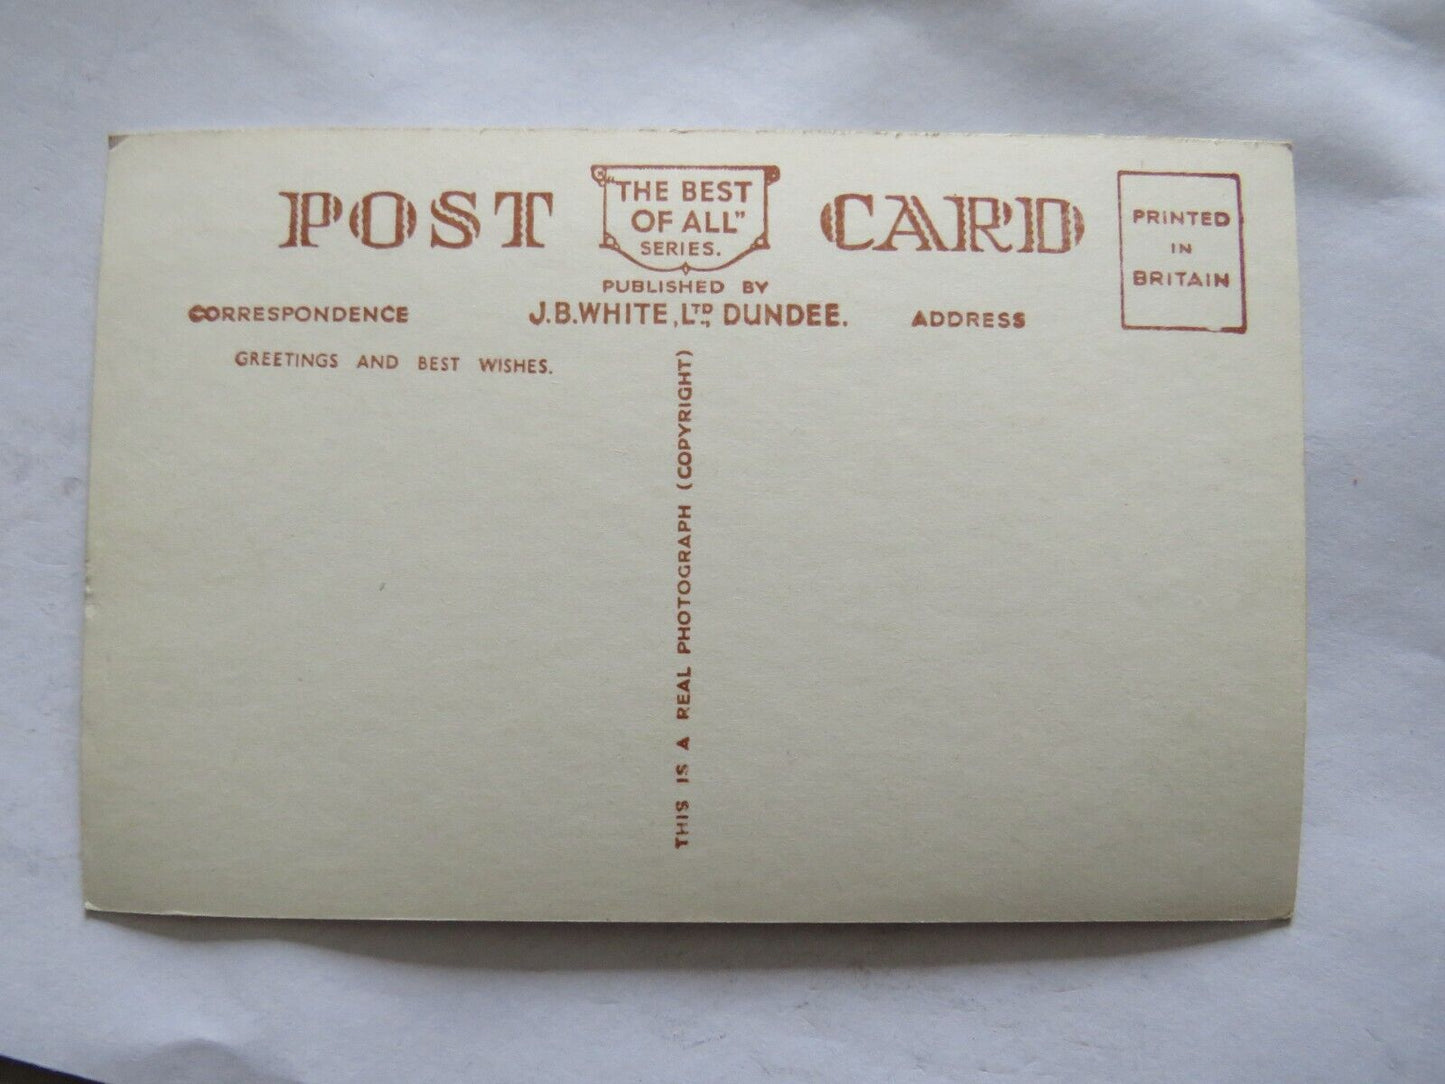 POST CARD
"THE BEST
OF ALL"
SERIES.
PUBLISHED BY
J.B.WHITE, LTD., DUNDEE.
PRINTED
IN
BRITAIN
CORRESPONDENCE
ADDRESS
GREETINGS AND BEST WISHES.
THIS IS A REAL PHOTOGRAPH (COPYRIGHT)